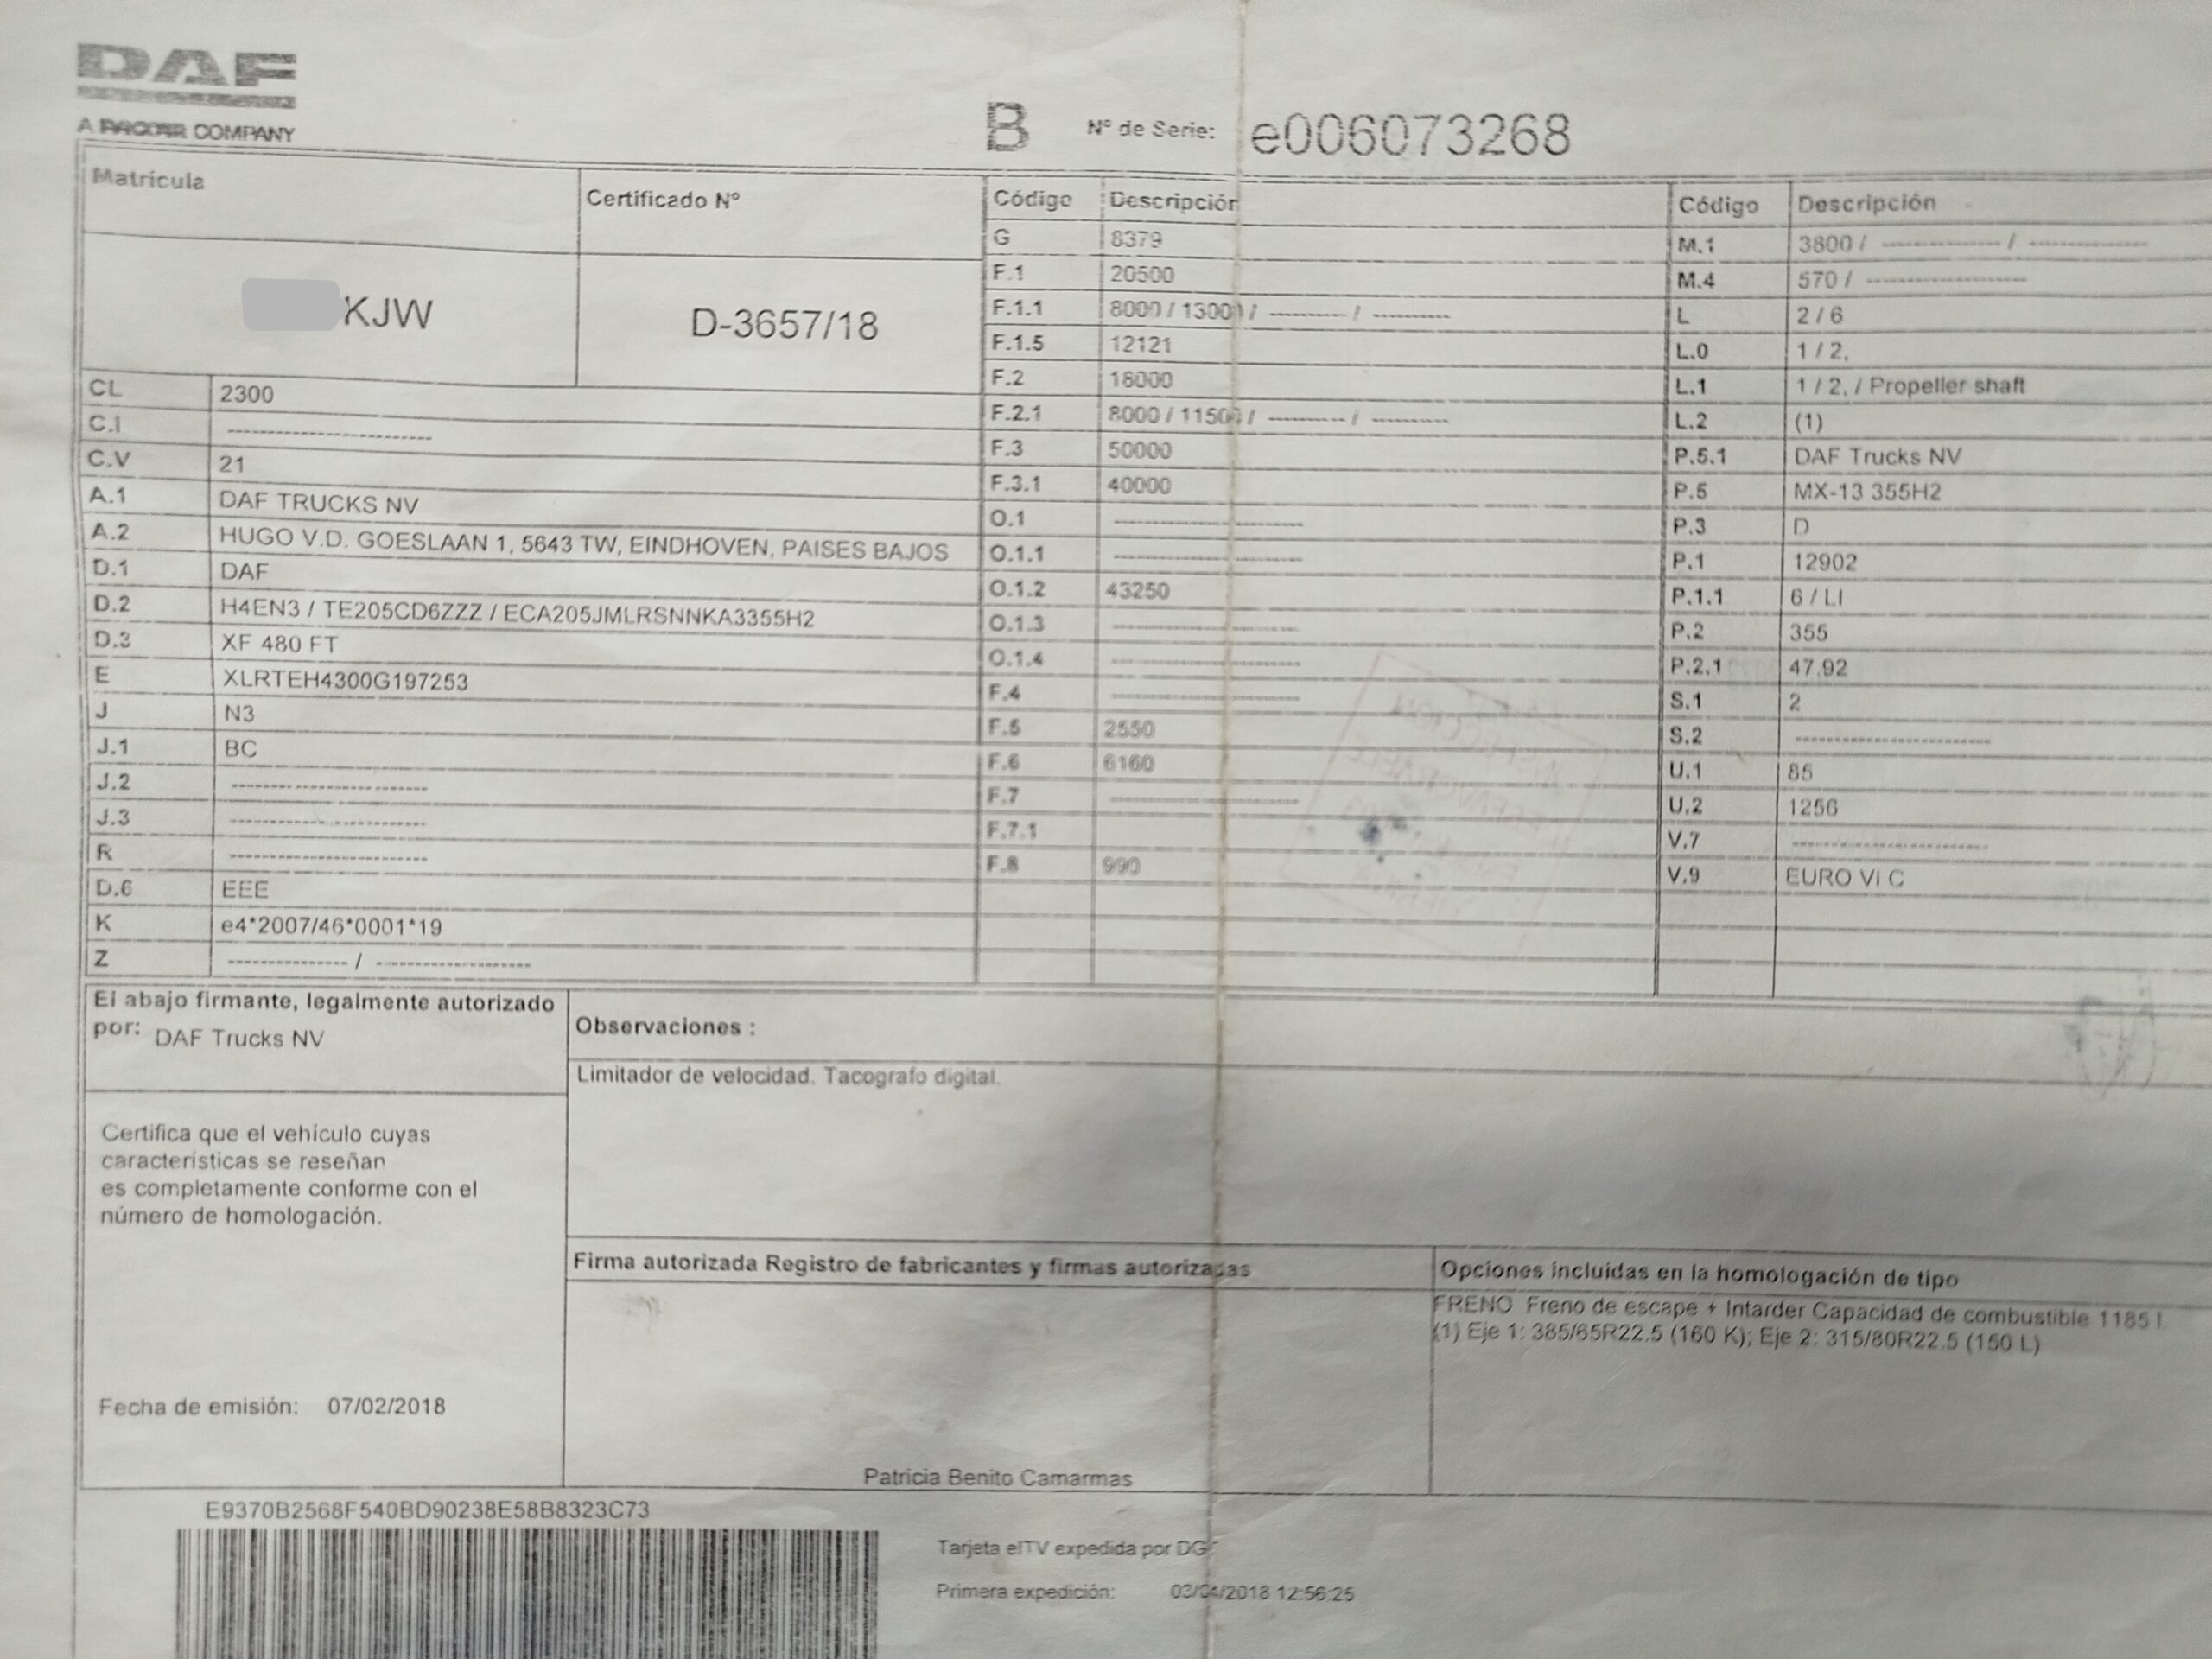 DAF
A PACCAR COMPANY
B Nº de Serie: e006073268
Matrícula
Certificado Nº
KJW
D-3657/18
CL 2300
C.I -----------------------
C.V 21
A.1 DAF TRUCKS NV
A.2 HUGO V.D. GOESLAAN 1, 5643 TW, EINDHOVEN, PAISES BAJOS
D.1 DAF
D.2 H4EN3 / TE205CD6ZZZ / ECA205JMLRSNNKA3355H2
D.3 XF 480 FT
E XLRTEH4300G197253
J N3
J.1 BC
J.2 -----------------------
J.3 -----------------------
R -----------------------
D.6 EEE
K e4*2007/46*0001*19
Z -------------- / ------------------
Código Descripción
G 8379
F.1 20500
F.1.1 8000 / 13000 / --------- / ---------
F.1.5 12121
F.2 18000
F.2.1 8000 / 11500 / --------- / ---------
F.3 50000
F.3.1 40000
O.1 -----------------------
O.1.1 -----------------------
O.1.2 43250
O.1.3 -----------------------
O.1.4 -----------------------
F.4 -----------------------
F.5 2550
F.6 6160
F.7 -----------------------
F.7.1
F.8 990
Código Descripción
M.1 3800 / -------------- / --------------
M.4 570 / -------------------
L 2 / 6
L.0 1 / 2,
L.1 1 / 2, / Propeller shaft
L.2 (1)
P.5.1 DAF Trucks NV
P.5 MX-13 355H2
P.3 D
P.1 12902
P.1.1 6 / LI
P.2 355
P.2.1 47.92
S.1 2
S.2 -----------------------
U.1 85
U.2 1256
V.7 -----------------------
V.9 EURO VI C
El abajo firmante, legalmente autorizado
por: DAF Trucks NV
Certifica que el vehículo cuyas
características se reseñan
es completamente conforme con el
número de homologación.
Fecha de emisión: 07/02/2018
Observaciones :
Limitador de velocidad. Tacografo digital.
Firma autorizada Registro de fabricantes y firmas autorizadas
Patricia Benito Camarmas
Opciones incluidas en la homologación de tipo
FRENO Freno de escape + Intarder Capacidad de combustible 1185 l.
(1) Eje 1: 385/65R22.5 (160 K); Eje 2: 315/80R22.5 (150 L)
E9370B2568F540BD90238E58B8323C73
Tarjeta eITV expedida por
Primera expedición: 03/04/2018 12:56:25